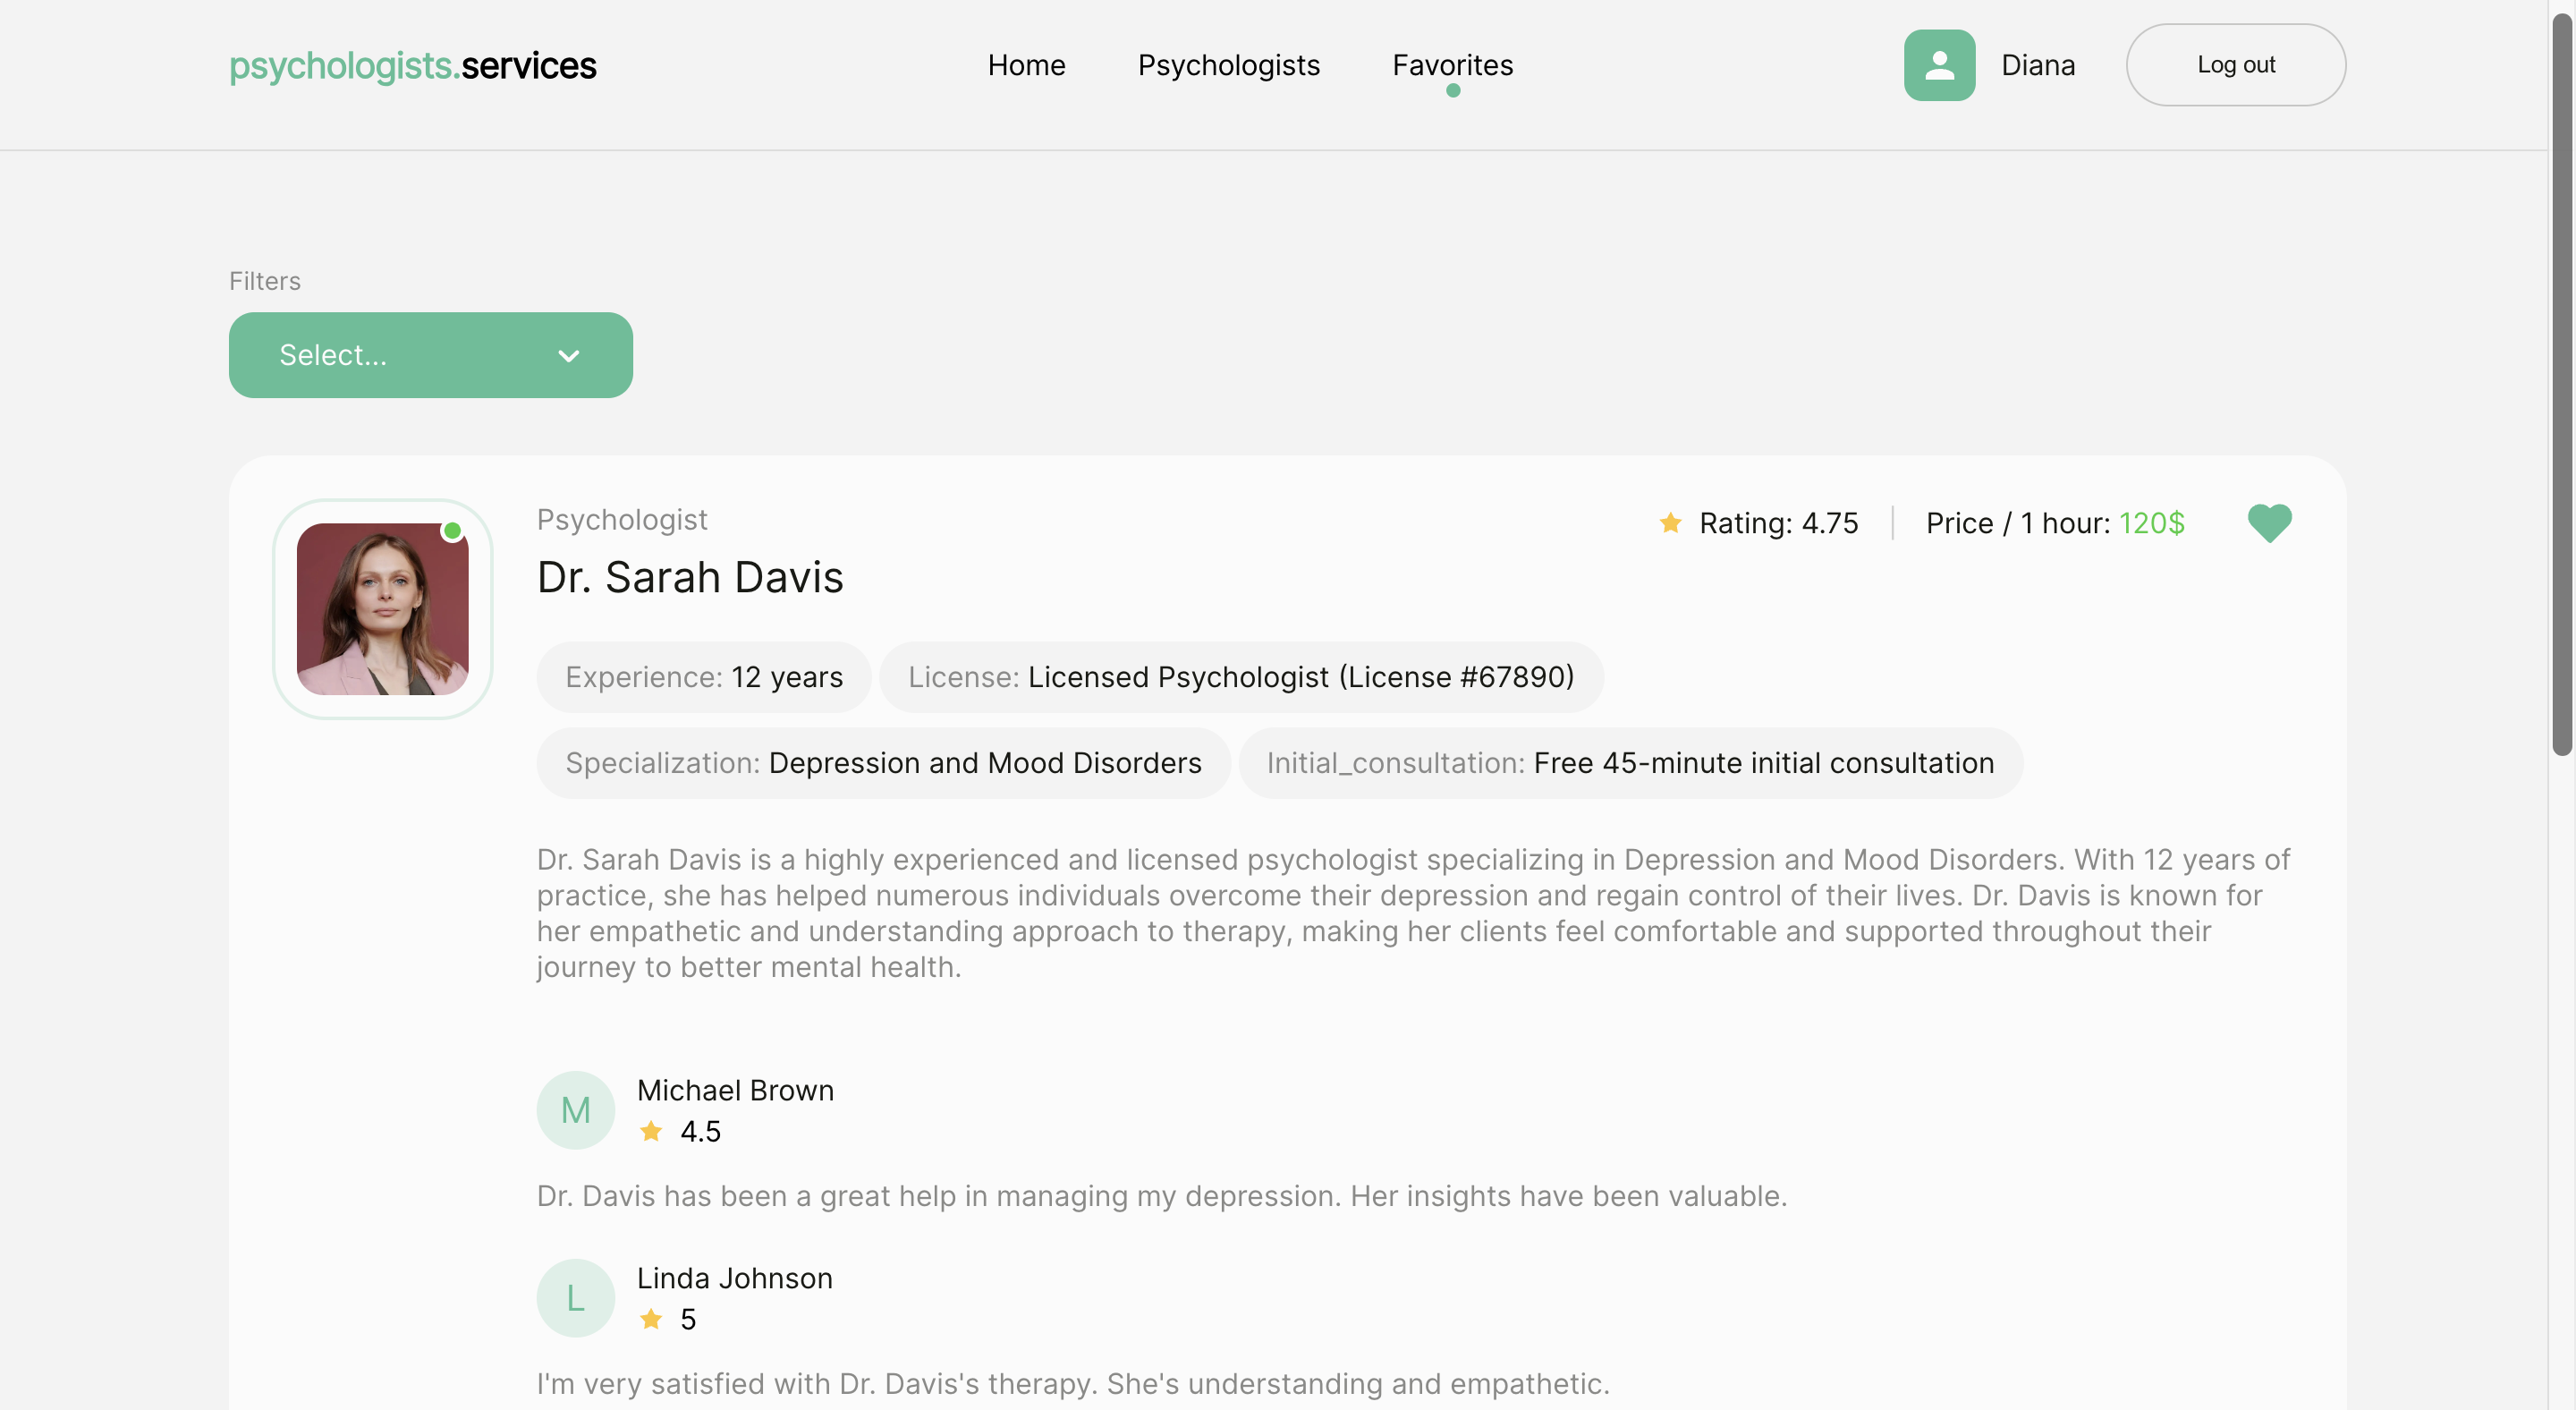 psychologists.services
Home Psychologists Favorites
Diana
Log out
Filters
Select...
Psychologist
Rating: 4.75
Price / 1 hour: 120$
Dr. Sarah Davis
Experience: 12 years
License: Licensed Psychologist (License #67890)
Specialization: Depression and Mood Disorders
Initial_consultation: Free 45-minute initial consultation
Dr. Sarah Davis is a highly experienced and licensed psychologist specializing in Depression and Mood Disorders. With 12 years of
practice, she has helped numerous individuals overcome their depression and regain control of their lives. Dr. Davis is known for
her empathetic and understanding approach to therapy, making her clients feel comfortable and supported throughout their
journey to better mental health.
M
Michael Brown
4.5
Dr. Davis has been a great help in managing my depression. Her insights have been valuable.
L
Linda Johnson
5
I'm very satisfied with Dr. Davis's therapy. She's understanding and empathetic.